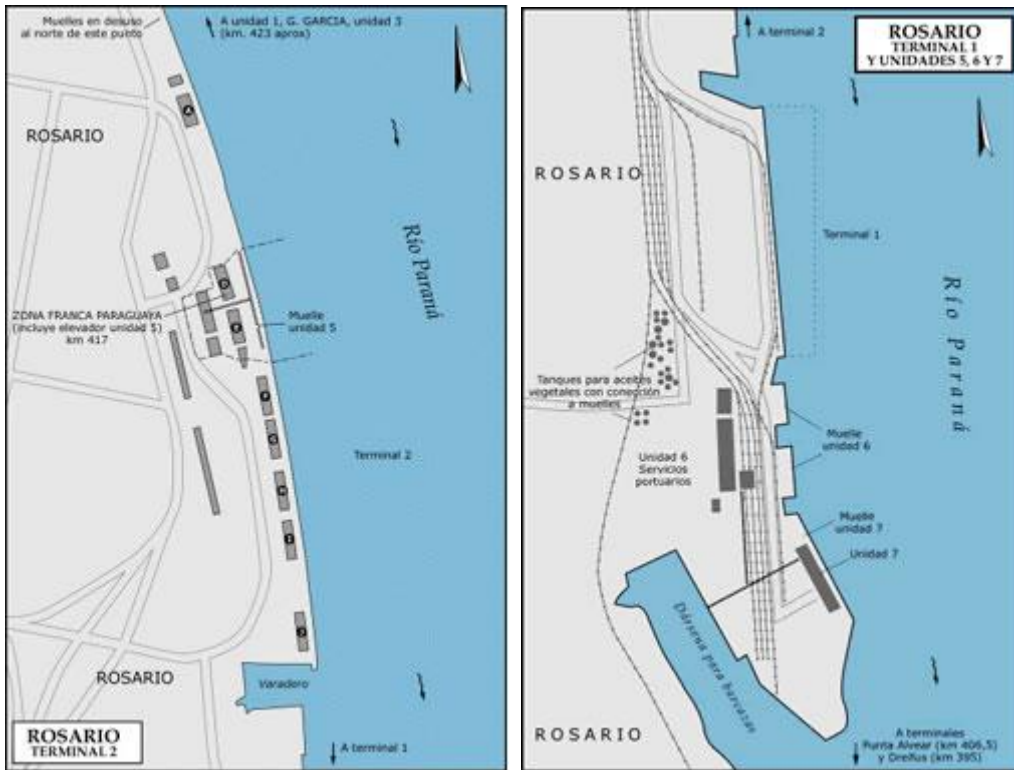 Muelles en desuso
al norte de este punto
A unidad 1, G. GARCIA, unidad 3
(km. 423 aprox)
A
ROSARIO
Río Paraná
ZONA FRANCA PARAGUAYA
(incluye elevador unidad 5)
km 417
Muelle
unidad 5
Terminal 2
I
J
ROSARIO
Varadero
ROSARIO
TERMINAL 2
A terminal 1
A terminal 2
ROSARIO
TERMINAL 1
Y UNIDADES 5, 6 Y 7
ROSARIO
Terminal 1
Río Paraná
Tanques para aceites
vegetales con conección
a muelles
Muelle
unidad 6
Unidad 6
Servicios
portuarios
Muelle
unidad 7
Unidad 7
Dársena para barcazas
ROSARIO
A terminales
Punta Alvear (km 406,5)
y Dreifus (km 395)